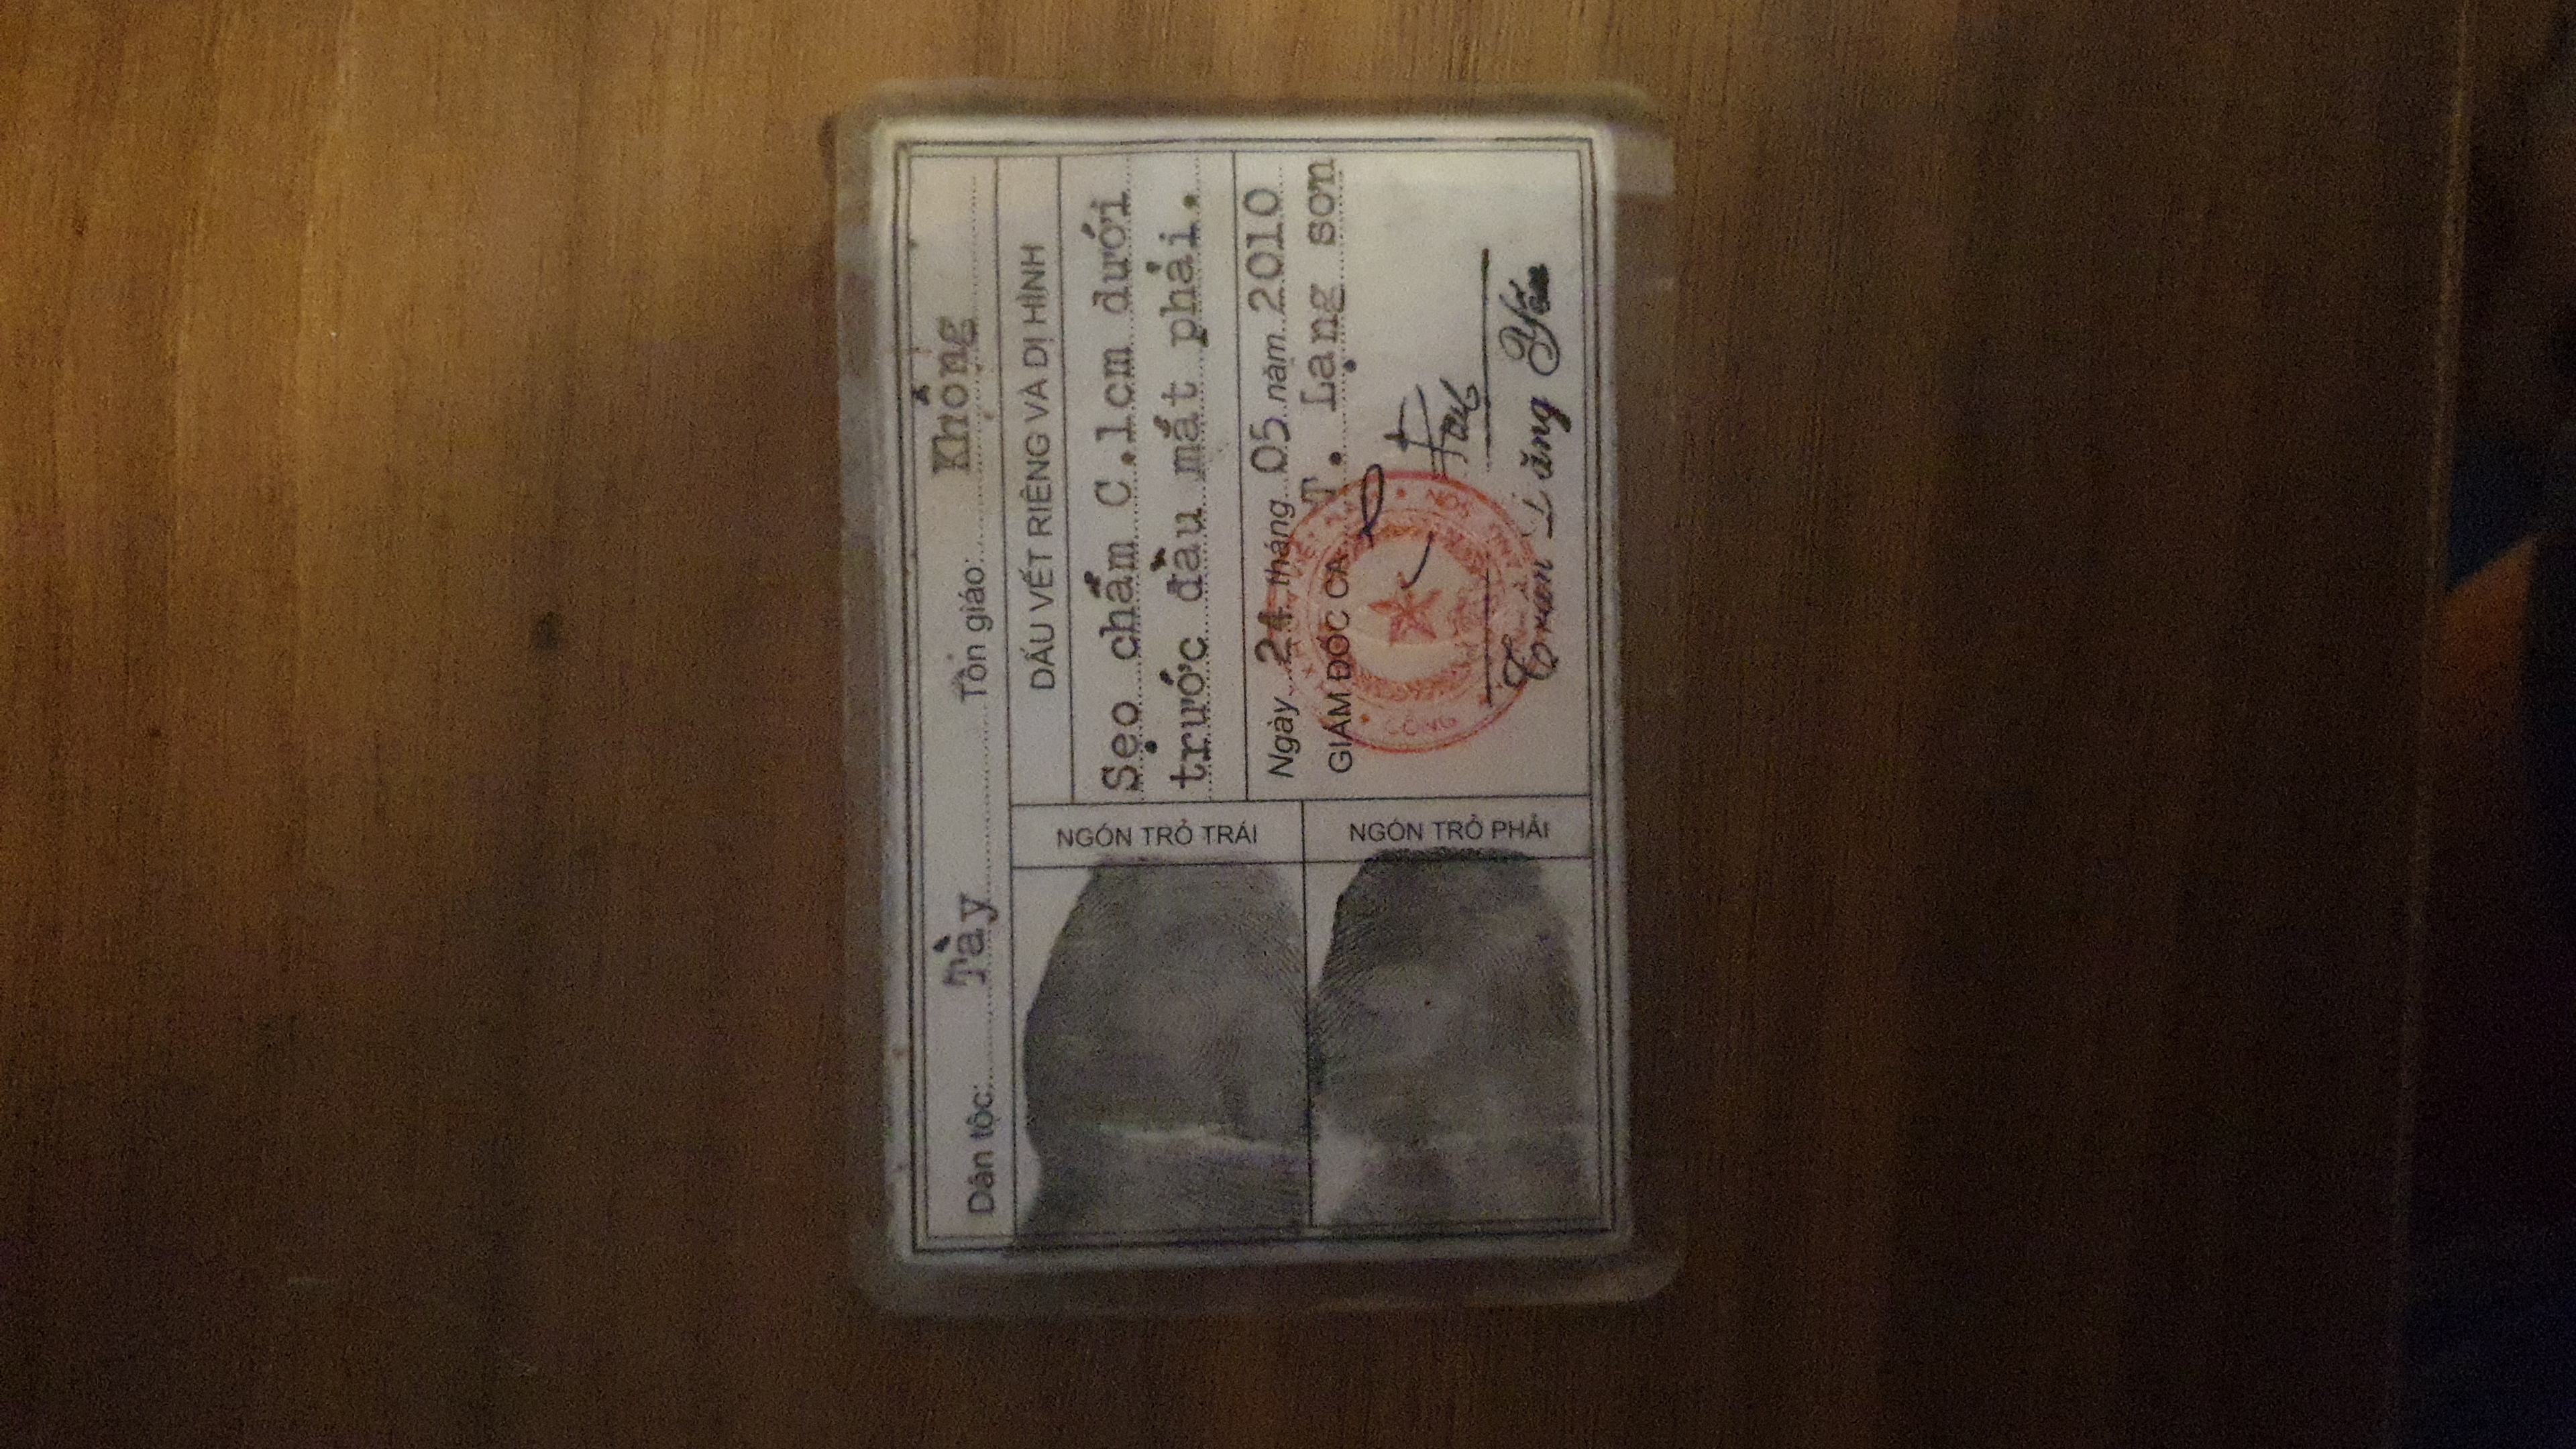 Dân tộc: Tày Tôn giáo: Không
NGÓN TRỎ TRÁI
NGÓN TRỎ PHẢI
DẤU VẾT RIÊNG VÀ DỊ HÌNH
Sẹo chấm C.1cm dưới
trước đầu mắt phải.
Ngày 24 tháng 05 năm 2010
GIÁM ĐỐC CA T. Lạng sơn
Trần Đăng Yến